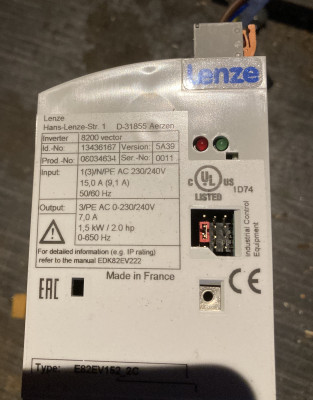 Lenze
Lenze
Hans-Lenze-Str. 1 D-31855 Aerzen
Inverter 8200 vector
Id.-No: 13436167 Version: 5A39
Prod.-No 06034634 Ser.-No: 0011
Input: 1(3)/N/PE AC 230/240V
15,0 A (9,1 A)
50/60 Hz
Output: 3/PE AC 0-230/240V
7,0 A
1,5 kW / 2.0 hp
0-650 Hz
For detailed information (e.g. IP rating)
refer to the manual EDK82EV222
C UL US
LISTED
1D74
Industrial Control
Equipment
Made in France
EAC
CE
Type: E82EV152_2C